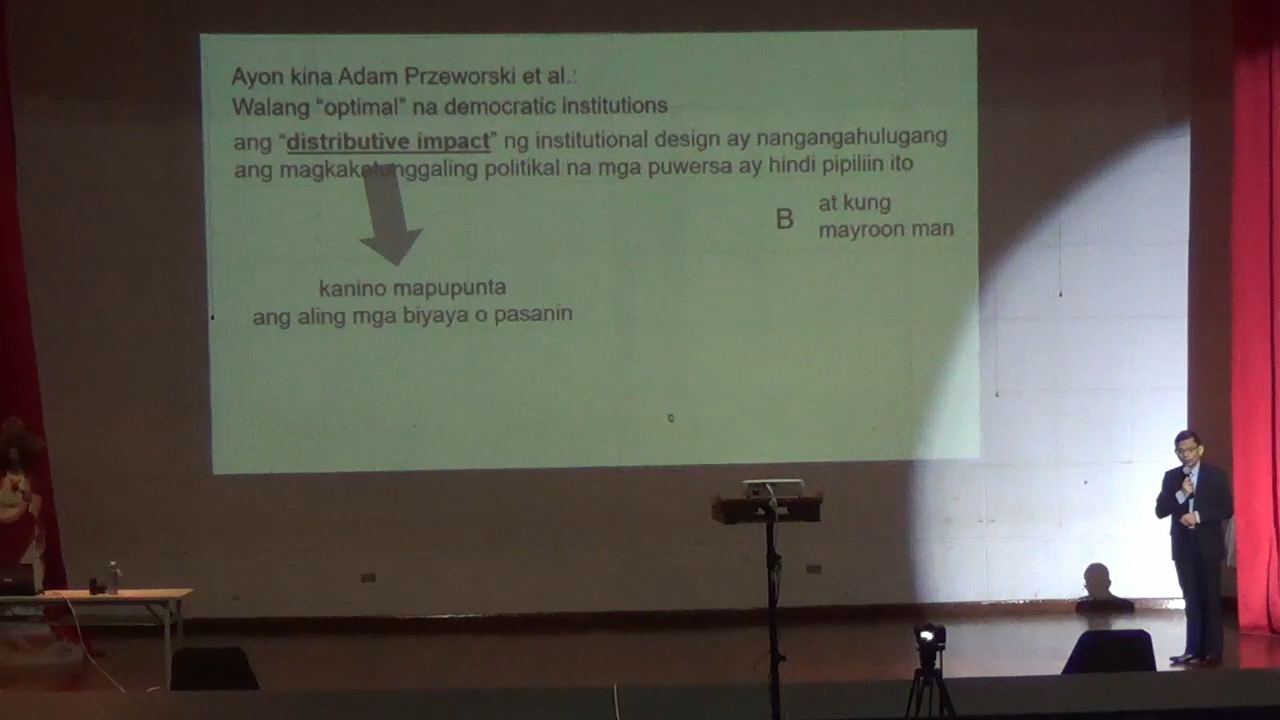 Ayon kina Adam Przeworski et al.:
Walang “optimal” na democratic institutions
ang “distributive impact” ng institutional design ay nangangahulugang
ang magkakatunggaling politikal na mga puwersa ay hindi pipiliin ito
B
at kung
mayroon man
kanino mapupunta
ang aling mga biyaya o pasanin